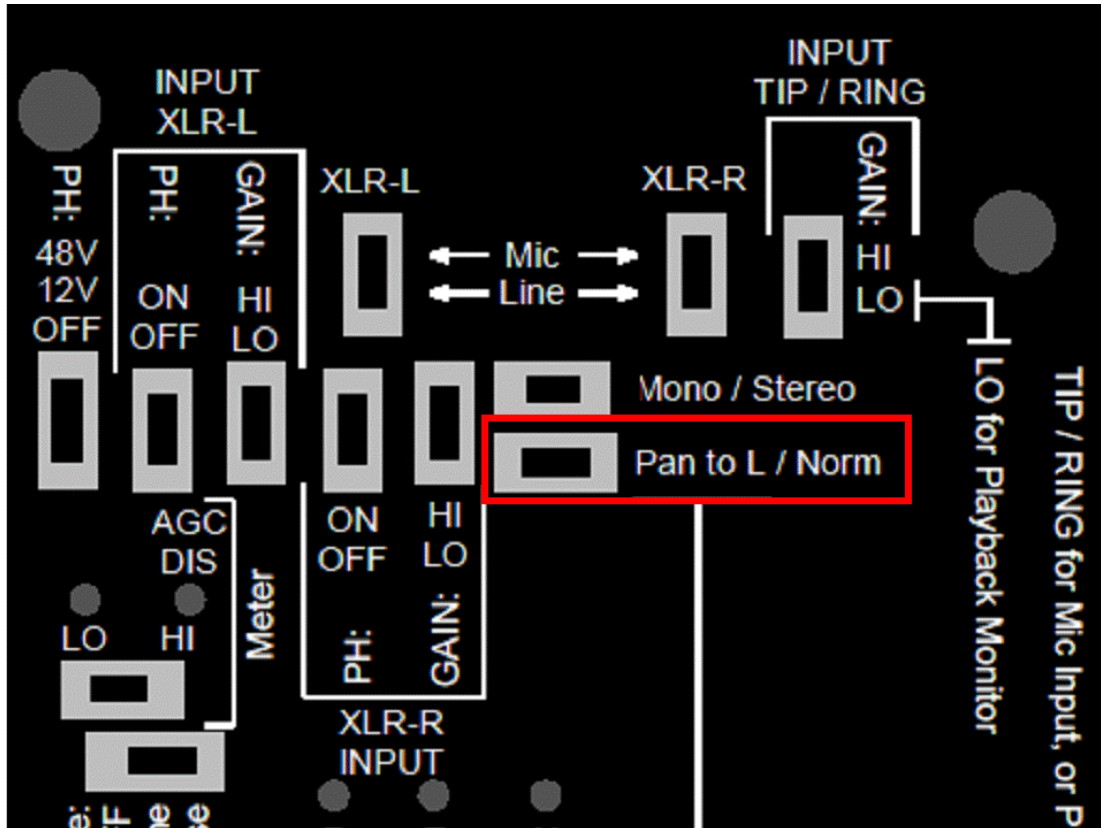 INPUT
XLR-L
PH:
48V
12V
OFF
PH:
ON
OFF
GAIN:
HI
LO
XLR-L
Mic
Line
XLR-R
INPUT
TIP / RING
GAIN:
HI
LO
Mono / Stereo
Pan to L / Norm
LO for Playback Monitor
TIP / RING for Mic Input, or P
AGC
DIS
LO HI
Meter
ON
OFF
PH:
HI
LO
GAIN:
XLR-R
INPUT